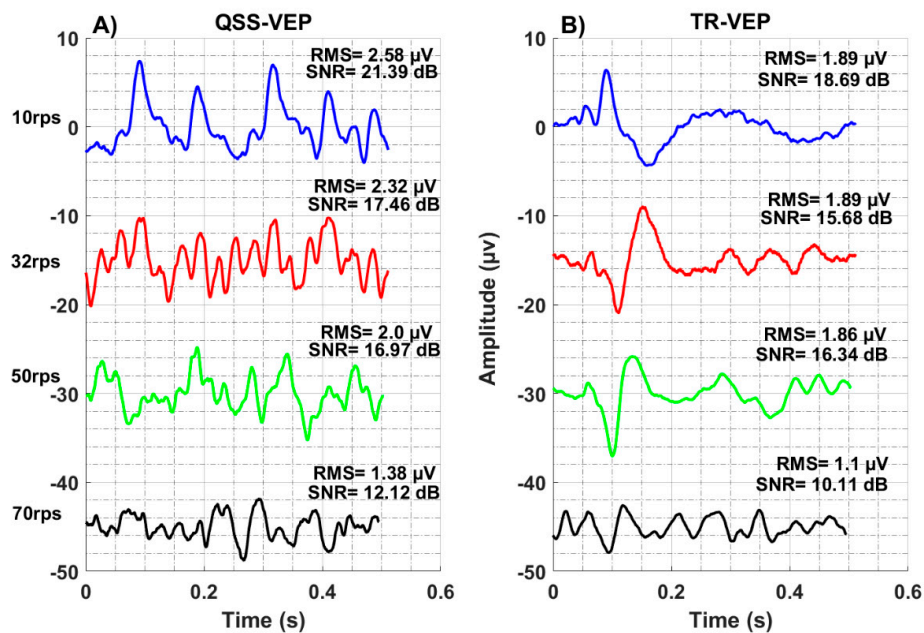 A) QSS-VEP
B) TR-VEP
10
0
-10
-20
-30
-40
-50
10rps
32rps
50rps
70rps
RMS= 2.58 µV
SNR= 21.39 dB
RMS= 2.32 µV
SNR= 17.46 dB
RMS= 2.0 µV
SNR= 16.97 dB
RMS= 1.38 µV
SNR= 12.12 dB
0 0.2 0.4 0.6
Time (s)
Amplitude (µv)
10
0
-10
-20
-30
-40
-50
RMS= 1.89 µV
SNR= 18.69 dB
RMS= 1.89 µV
SNR= 15.68 dB
RMS= 1.86 µV
SNR= 16.34 dB
RMS= 1.1 µV
SNR= 10.11 dB
0 0.2 0.4 0.6
Time (s)